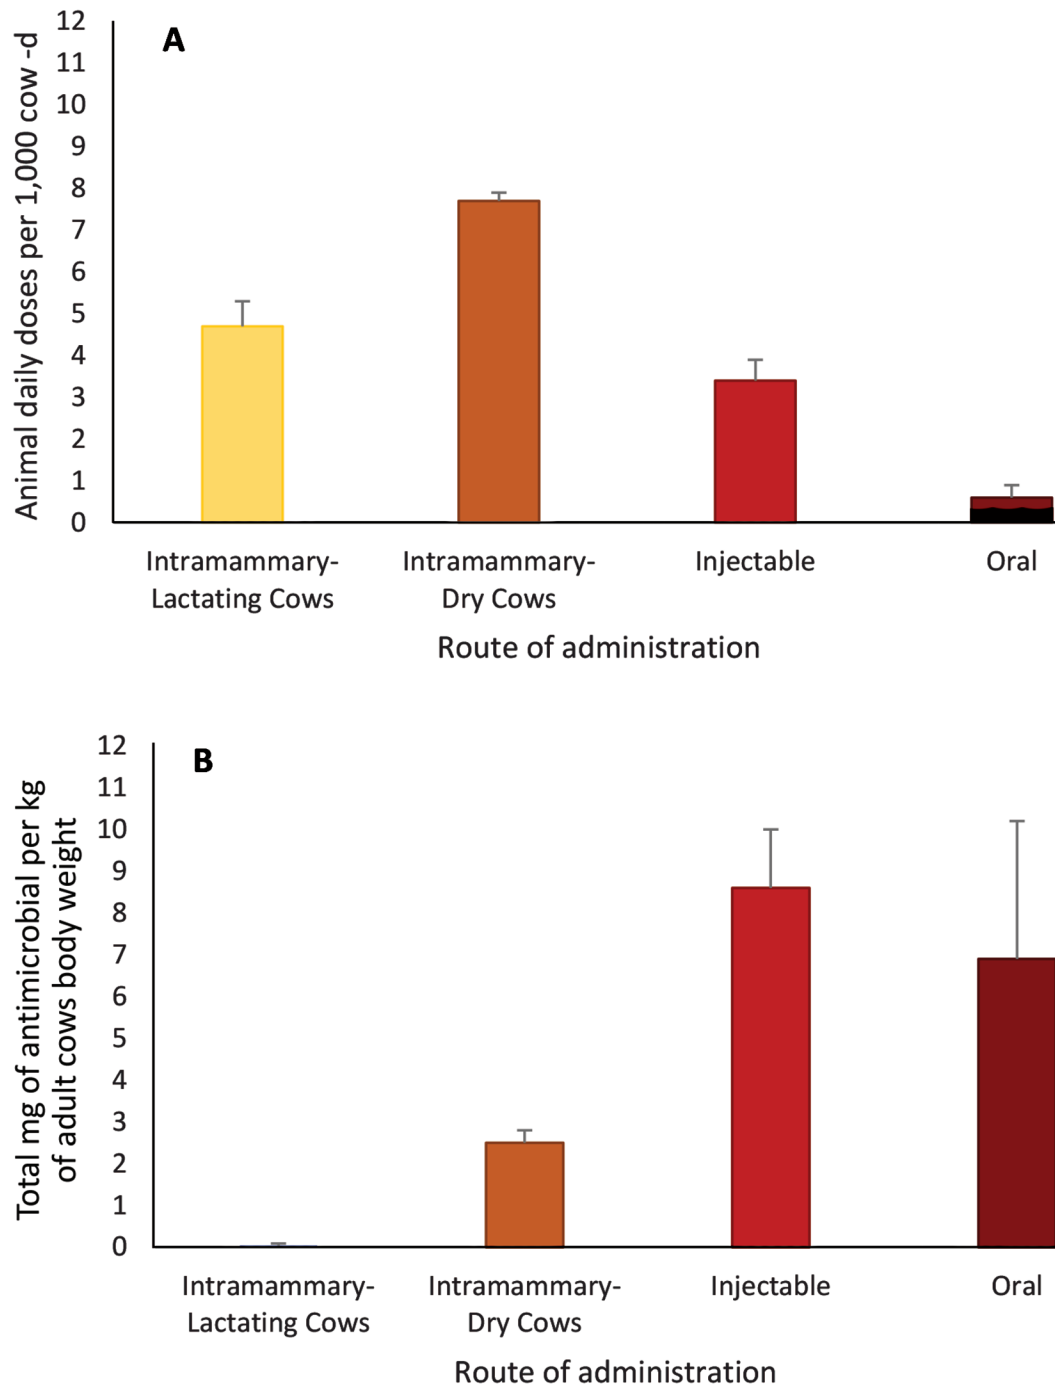 A
Animal daily doses per 1,000 cow -d
12
11
10
9
8
7
6
5
4
3
2
1
0
Intramammary-
Lactating Cows
Intramammary-
Dry Cows
Injectable
Oral
Route of administration
B
Total mg of antimicrobial per kg
of adult cows body weight
12
11
10
9
8
7
6
5
4
3
2
1
0
Intramammary-
Lactating Cows
Intramammary-
Dry Cows
Injectable
Oral
Route of administration